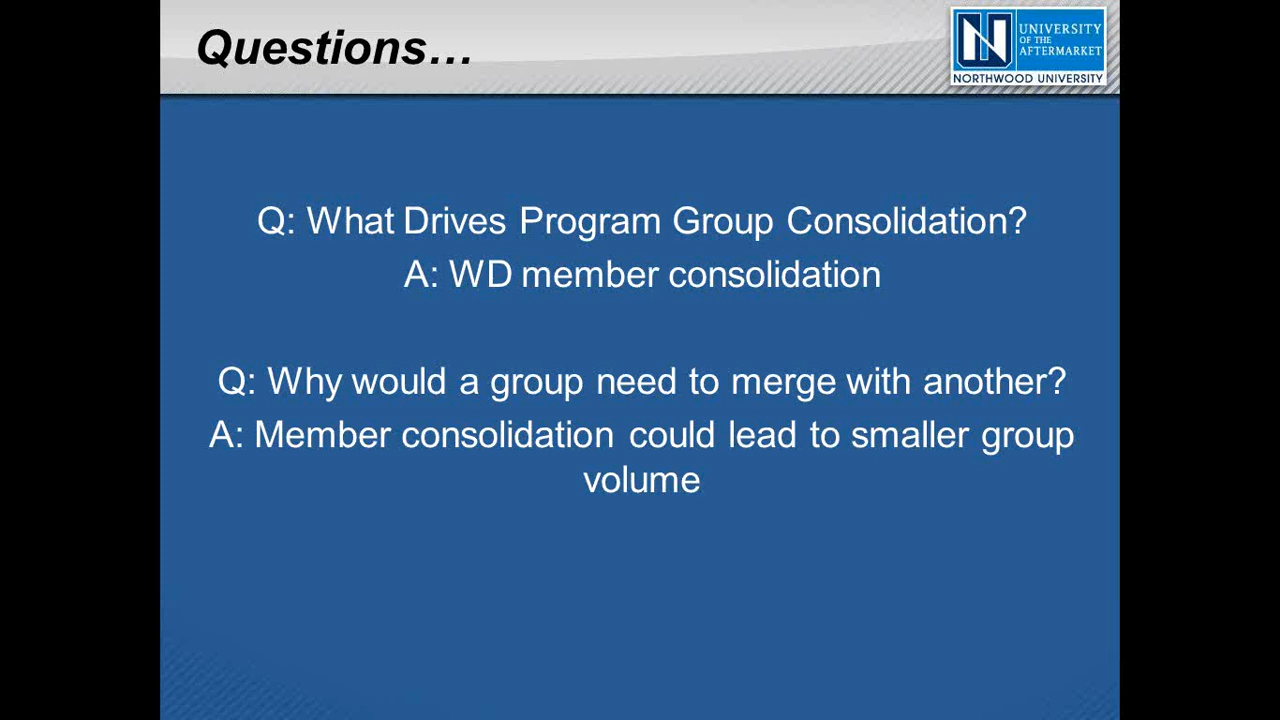 Questions…
UNIVERSITY
OF THE
AFTERMARKET
NORTHWOOD UNIVERSITY
Q: What Drives Program Group Consolidation?
A: WD member consolidation
Q: Why would a group need to merge with another?
A: Member consolidation could lead to smaller group
volume